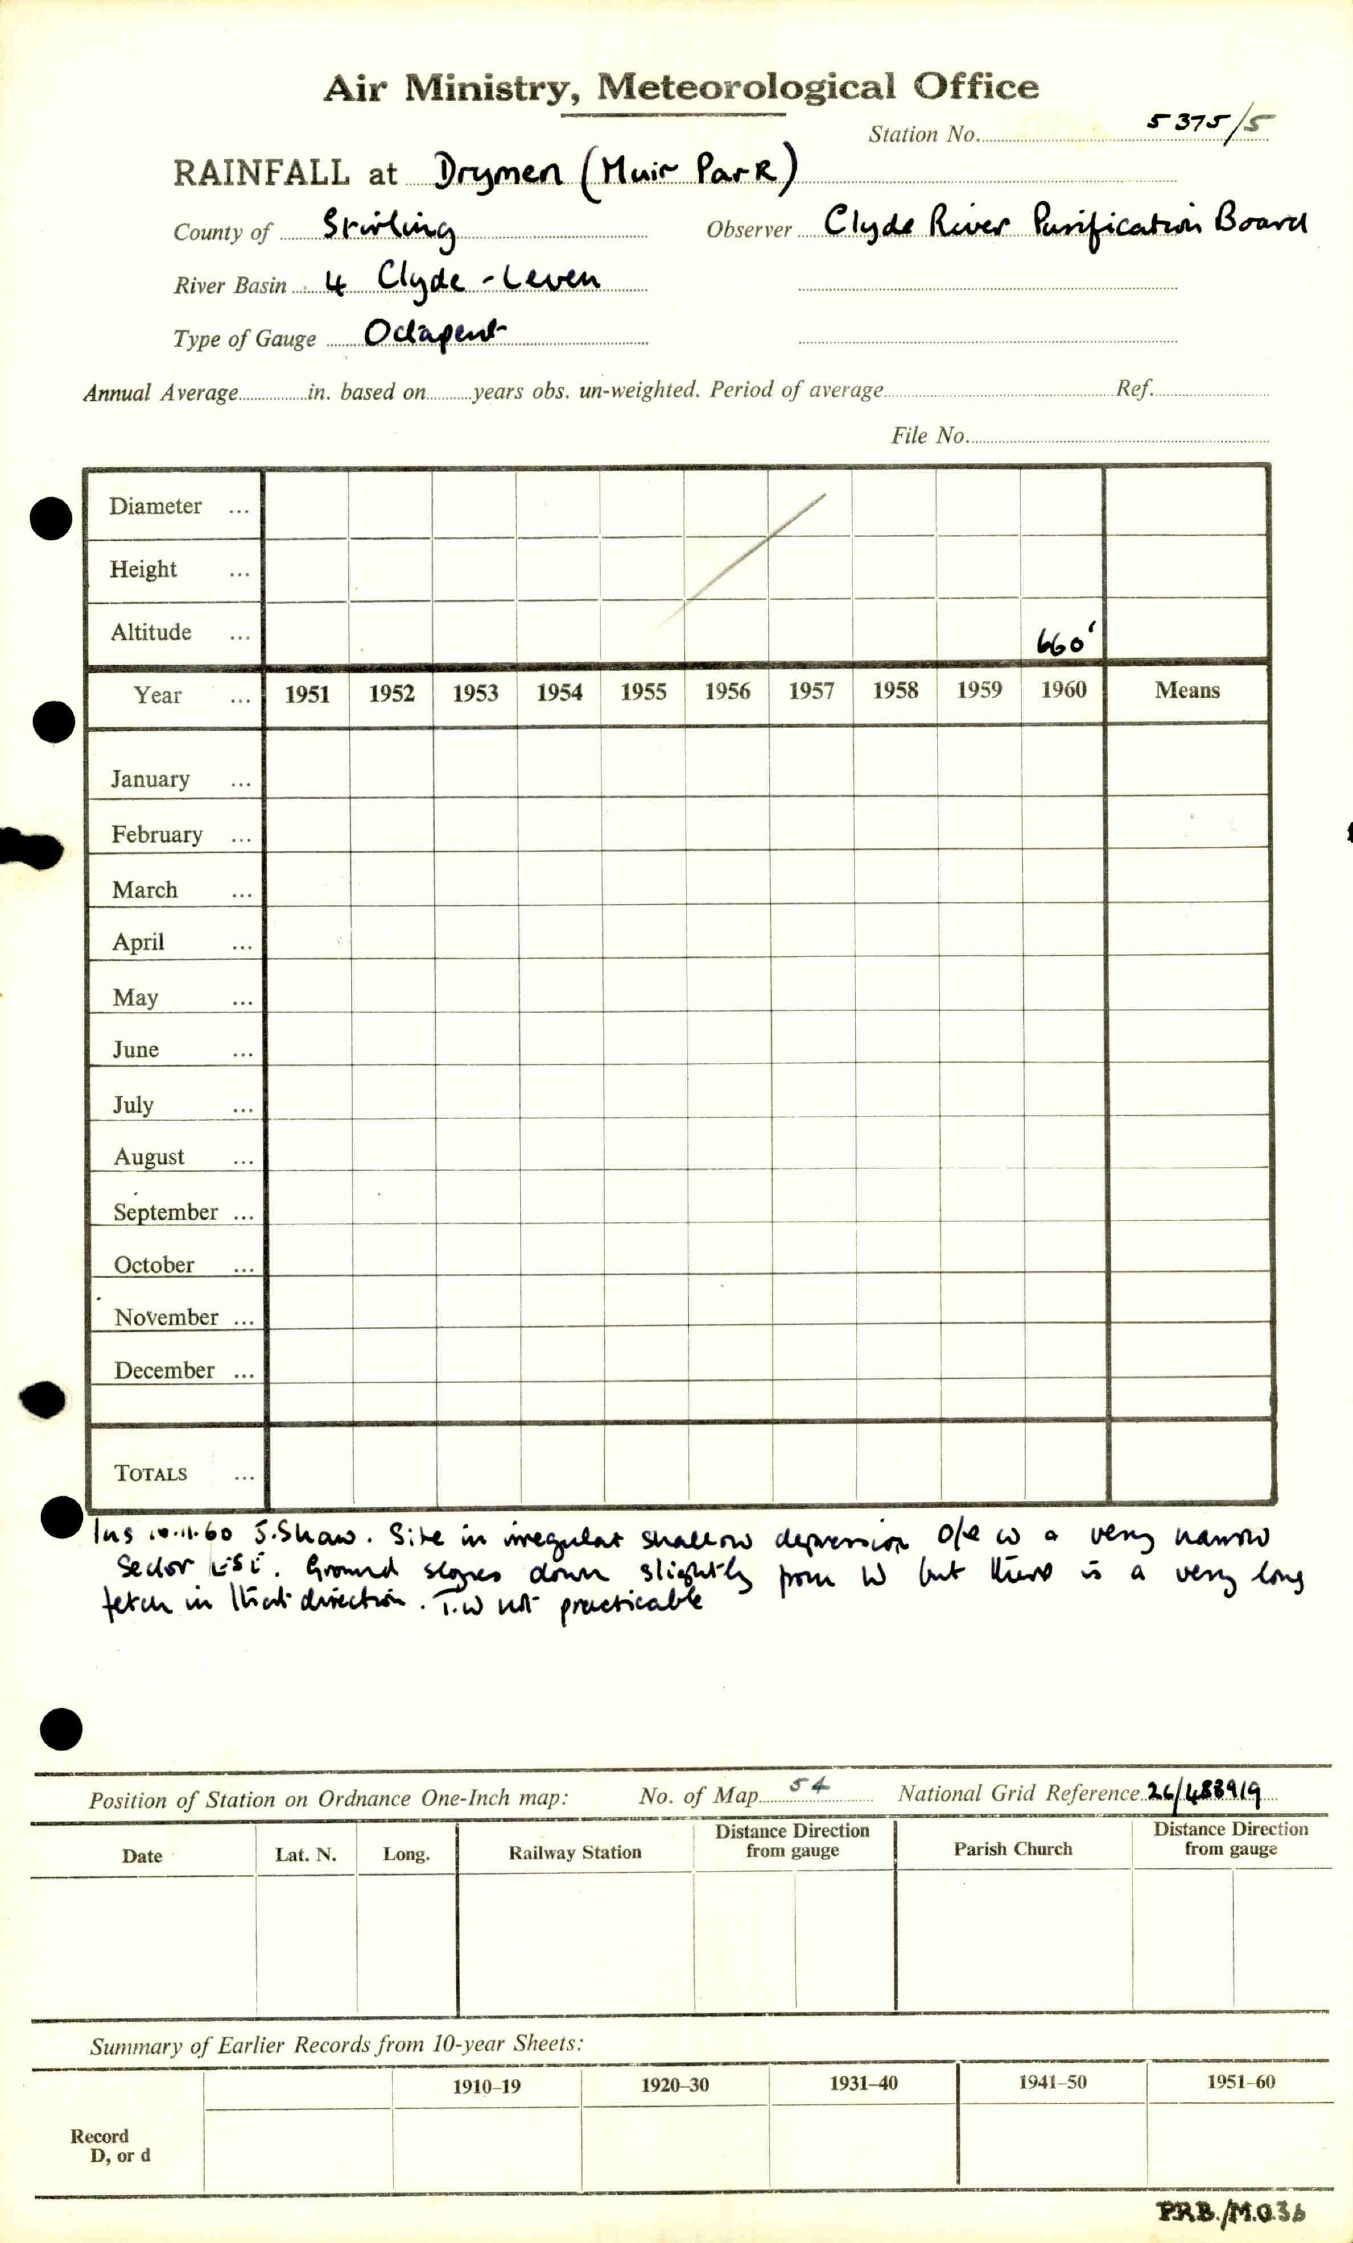 Air Ministry, Meteorological Office
Station No. 5375/5
RAINFALL at Drymen (Muir Park)
County of Stirling Observer Clyde River Purification Board
River Basin 4 Clyde - Leven
Type of Gauge Octapent
Annual Average in. based on years obs. un-weighted. Period of average Ref.
File No.
Diameter ...
Height ...
Altitude ... 660'
Year ... 1951 1952 1953 1954 1955 1956 1957 1958 1959 1960 Means
January ...
February ...
March ...
April ...
May ...
June ...
July ...
August ...
September ...
October ...
November ...
December ...
TOTALS ...
Ins 10.11.60 J. Shaw. Site in irregular shallow depression o/e w a very narrow
Sector ESE. Ground slopes down slightly from W but there is a very long
fetch in that direction. T.W not practicable
Position of Station on Ordnance One-Inch map: No. of Map 54 National Grid Reference 26/483919
Date Lat. N. Long. Railway Station Distance Direction from gauge Parish Church Distance Direction from gauge
Summary of Earlier Records from 10-year Sheets:
1910-19 1920-30 1931-40 1941-50 1951-60
Record
D, or d
P.R.B./M.O.36